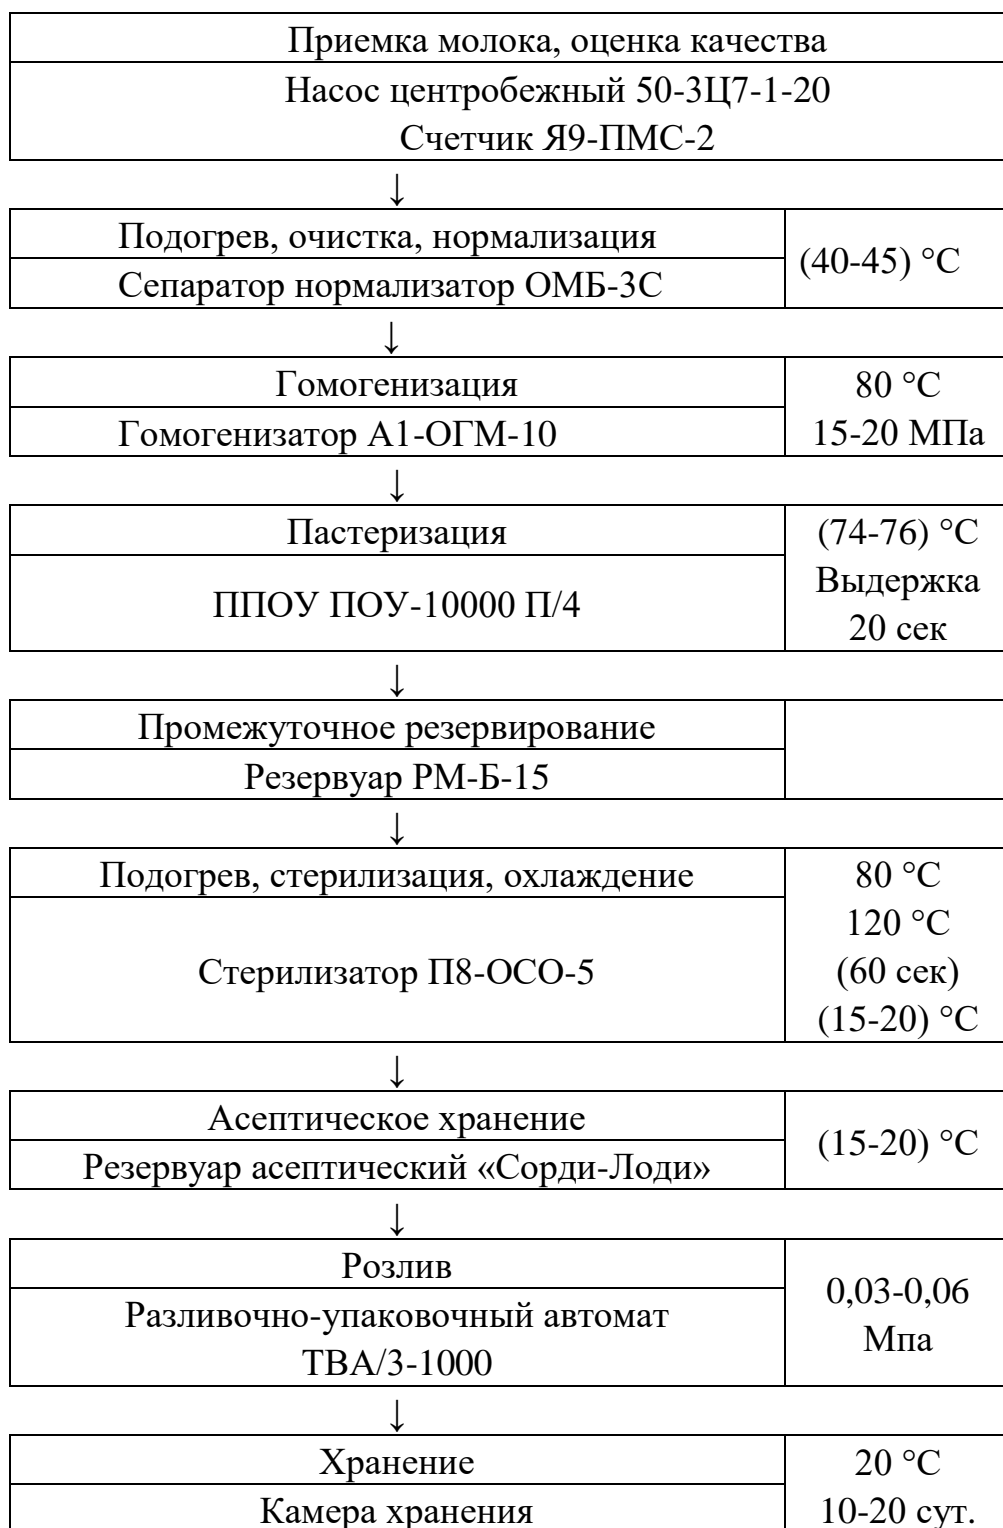 Приемка молока, оценка качества
Насос центробежный 50-3Ц7-1-20
Счетчик Я9-ПМС-2
↓
Подогрев, очистка, нормализация
(40-45) °С
Сепаратор нормализатор ОМБ-3С
↓
Гомогенизация
80 °С
Гомогенизатор А1-ОГМ-10
15-20 МПа
↓
Пастеризация
(74-76) °С
Выдержка
ППОУ ПОУ-10000 П/4
20 сек
↓
Промежуточное резервирование
Резервуар РМ-Б-15
↓
Подогрев, стерилизация, охлаждение
80 °С
120 °С
Стерилизатор П8-ОСО-5
(60 сек)
(15-20) °С
↓
Асептическое хранение
(15-20) °С
Резервуар асептический «Сорди-Лоди»
↓
Розлив
0,03-0,06
Разливочно-упаковочный автомат
Мпа
ТВА/3-1000
↓
Хранение
20 °С
Камера хранения
10-20 сут.